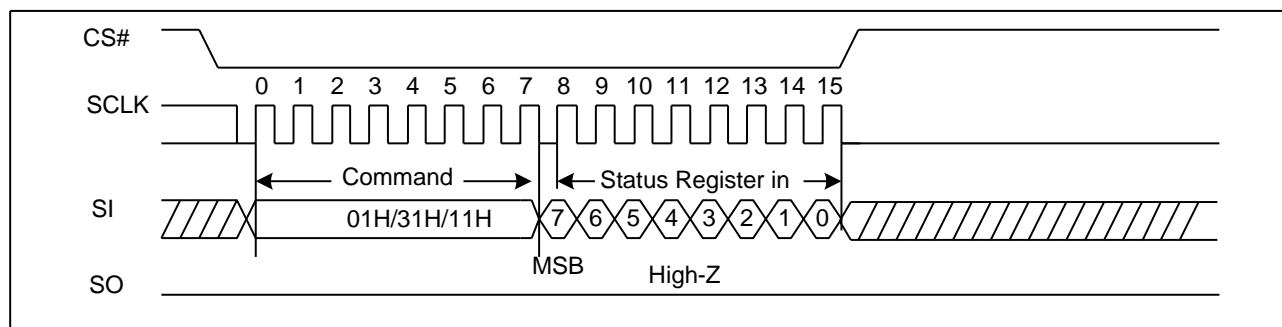 CS#
0 1 2 3 4 5 6 7 8 9 10 11 12 13 14 15
SCLK
Command Status Register in
SI 01H/31H/11H 7 6 5 4 3 2 1 0
MSB High-Z
SO